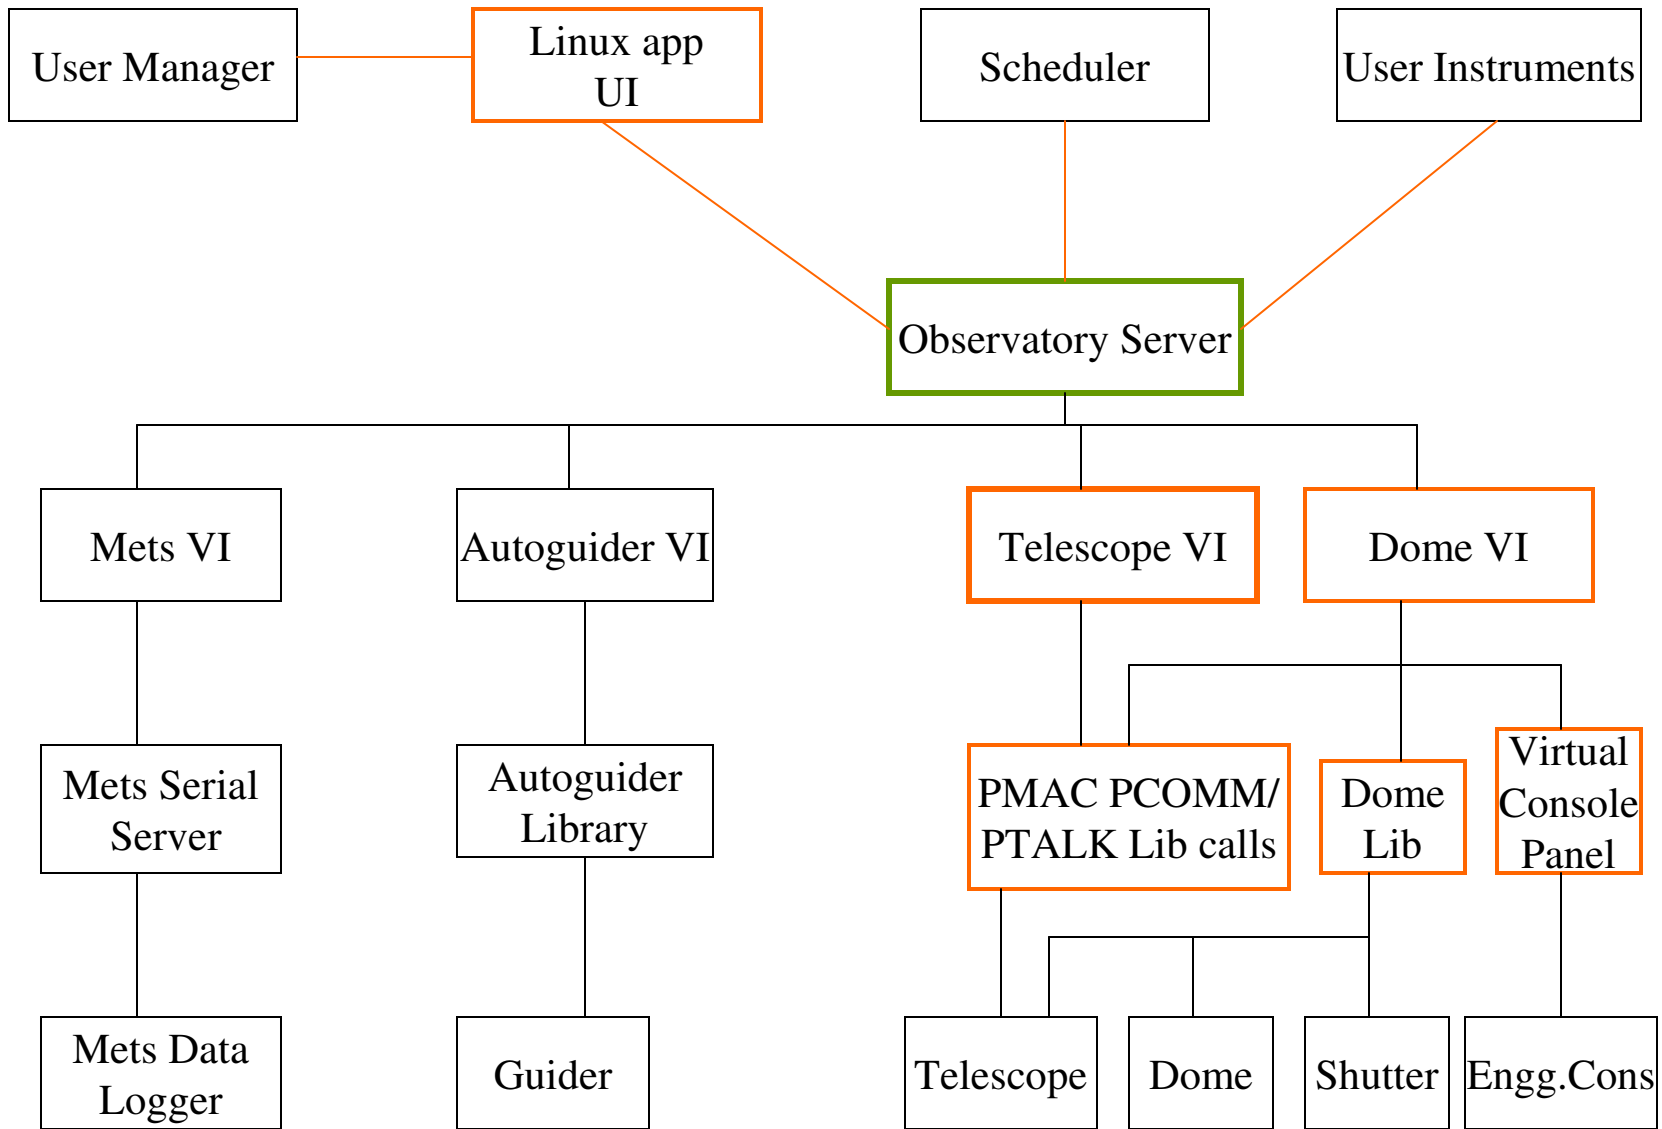 User Manager
Linux app
UI
Scheduler
User Instruments
Observatory Server
Mets VI
Autoguider VI
Telescope VI
Dome VI
Mets Serial
Server
Autoguider
Library
PMAC PCOMM/
PTALK Lib calls
Dome
Lib
Virtual
Console
Panel
Mets Data
Logger
Guider
Telescope
Dome
Shutter
Engg.Cons